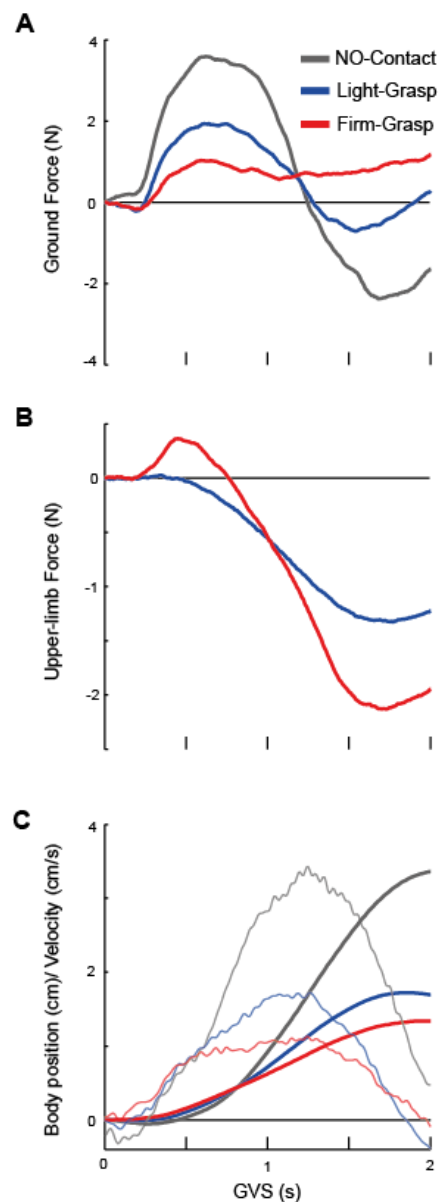 A
4
NO-Contact
Light-Grasp
Firm-Grasp
2
0
-2
-4
Ground Force (N)
B
0
-1
-2
Upper-limb Force (N)
C
4
2
0
Body position (cm)/ Velocity (cm/s)
0 1 2
GVS (s)